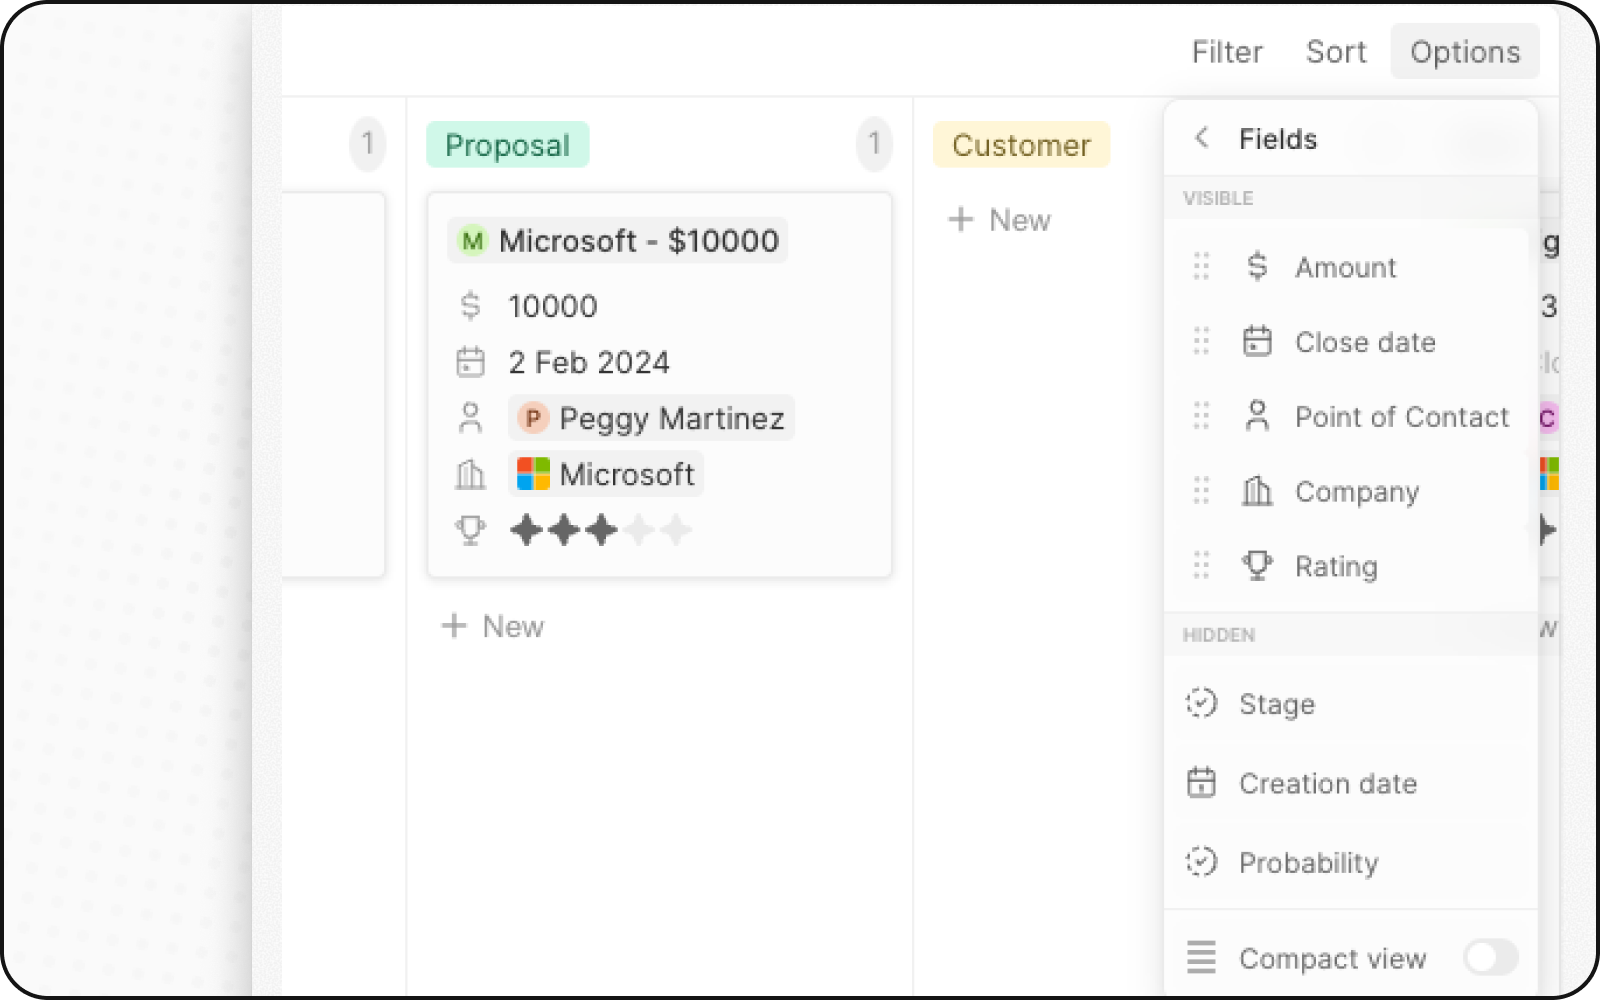 Filter Sort Options
1 Proposal 1 Customer
Fields
VISIBLE
+ New
M Microsoft - $10000
Amount
10000
Close date
2 Feb 2024
Point of Contact
P Peggy Martinez
Company
Microsoft
Rating
+ New
HIDDEN
Stage
Creation date
Probability
Compact view
g
3
C
w